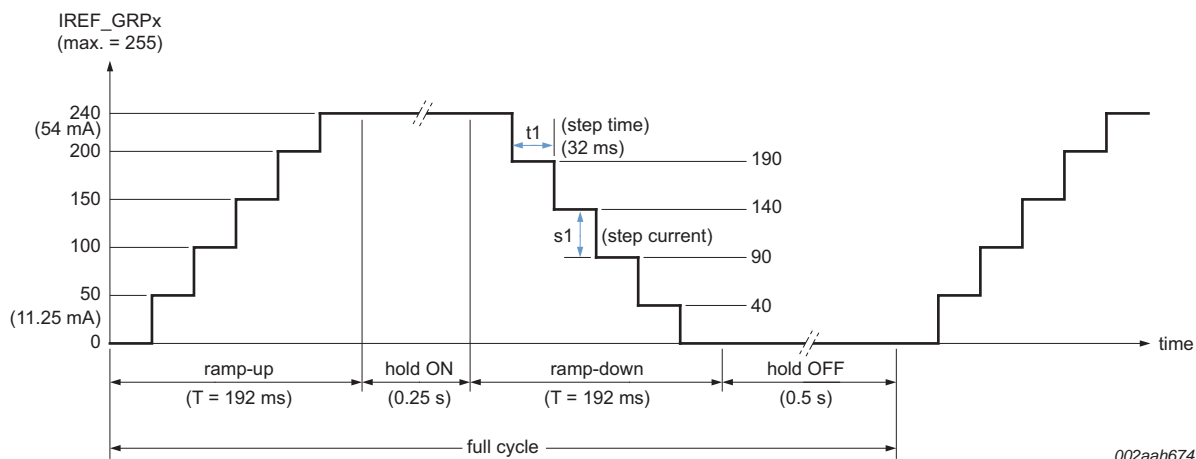 IREF_GRPx
(max. = 255)
240
(54 mA)
200
150
100
50
(11.25 mA)
0
t1
(step time)
(32 ms)
190
140
s1
(step current)
90
40
time
ramp-up
(T = 192 ms)
hold ON
(0.25 s)
ramp-down
(T = 192 ms)
hold OFF
(0.5 s)
full cycle
002aah674